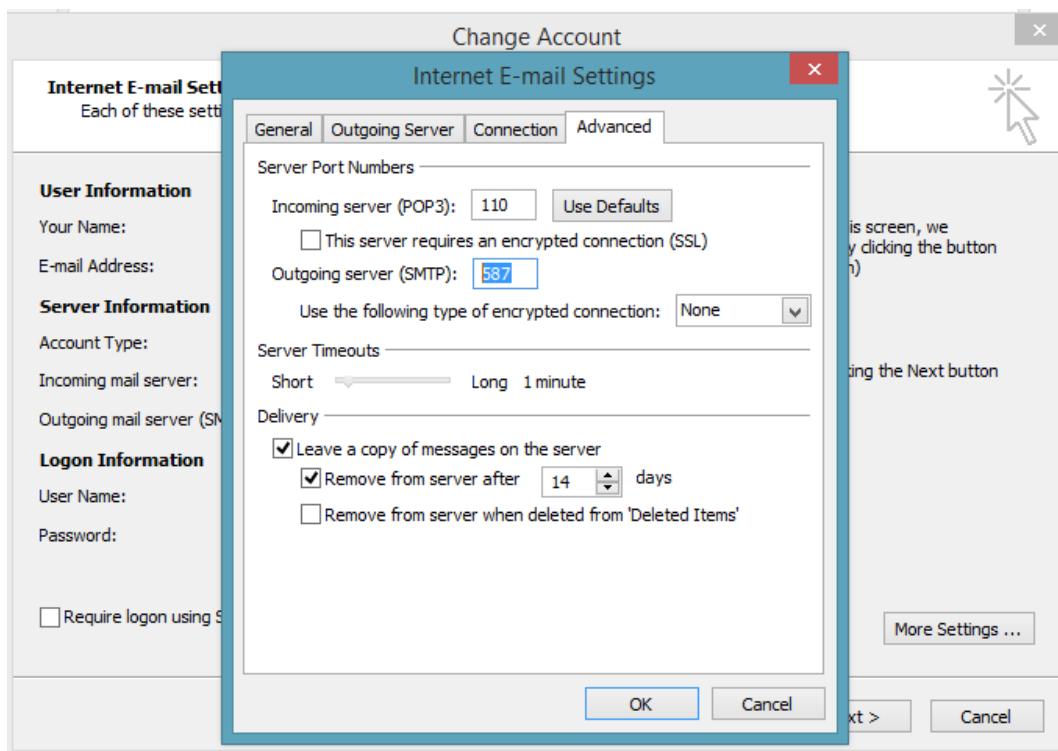 Change Account
Internet E-mail Settings
Internet E-mail Sett
Each of these setti
General Outgoing Server Connection Advanced
Server Port Numbers
User Information
Incoming server (POP3): 110 Use Defaults
Your Name:
is screen, we
This server requires an encrypted connection (SSL)
y clicking the button
E-mail Address:
Outgoing server (SMTP): 587
n)
Server Information
Use the following type of encrypted connection: None
Account Type:
Server Timeouts
Incoming mail server:
Short Long 1 minute
king the Next button
Outgoing mail server (SM
Delivery
Leave a copy of messages on the server
Logon Information
Remove from server after 14 days
User Name:
Remove from server when deleted from 'Deleted Items'
Password:
Require logon using S
More Settings ...
OK Cancel
xt > Cancel